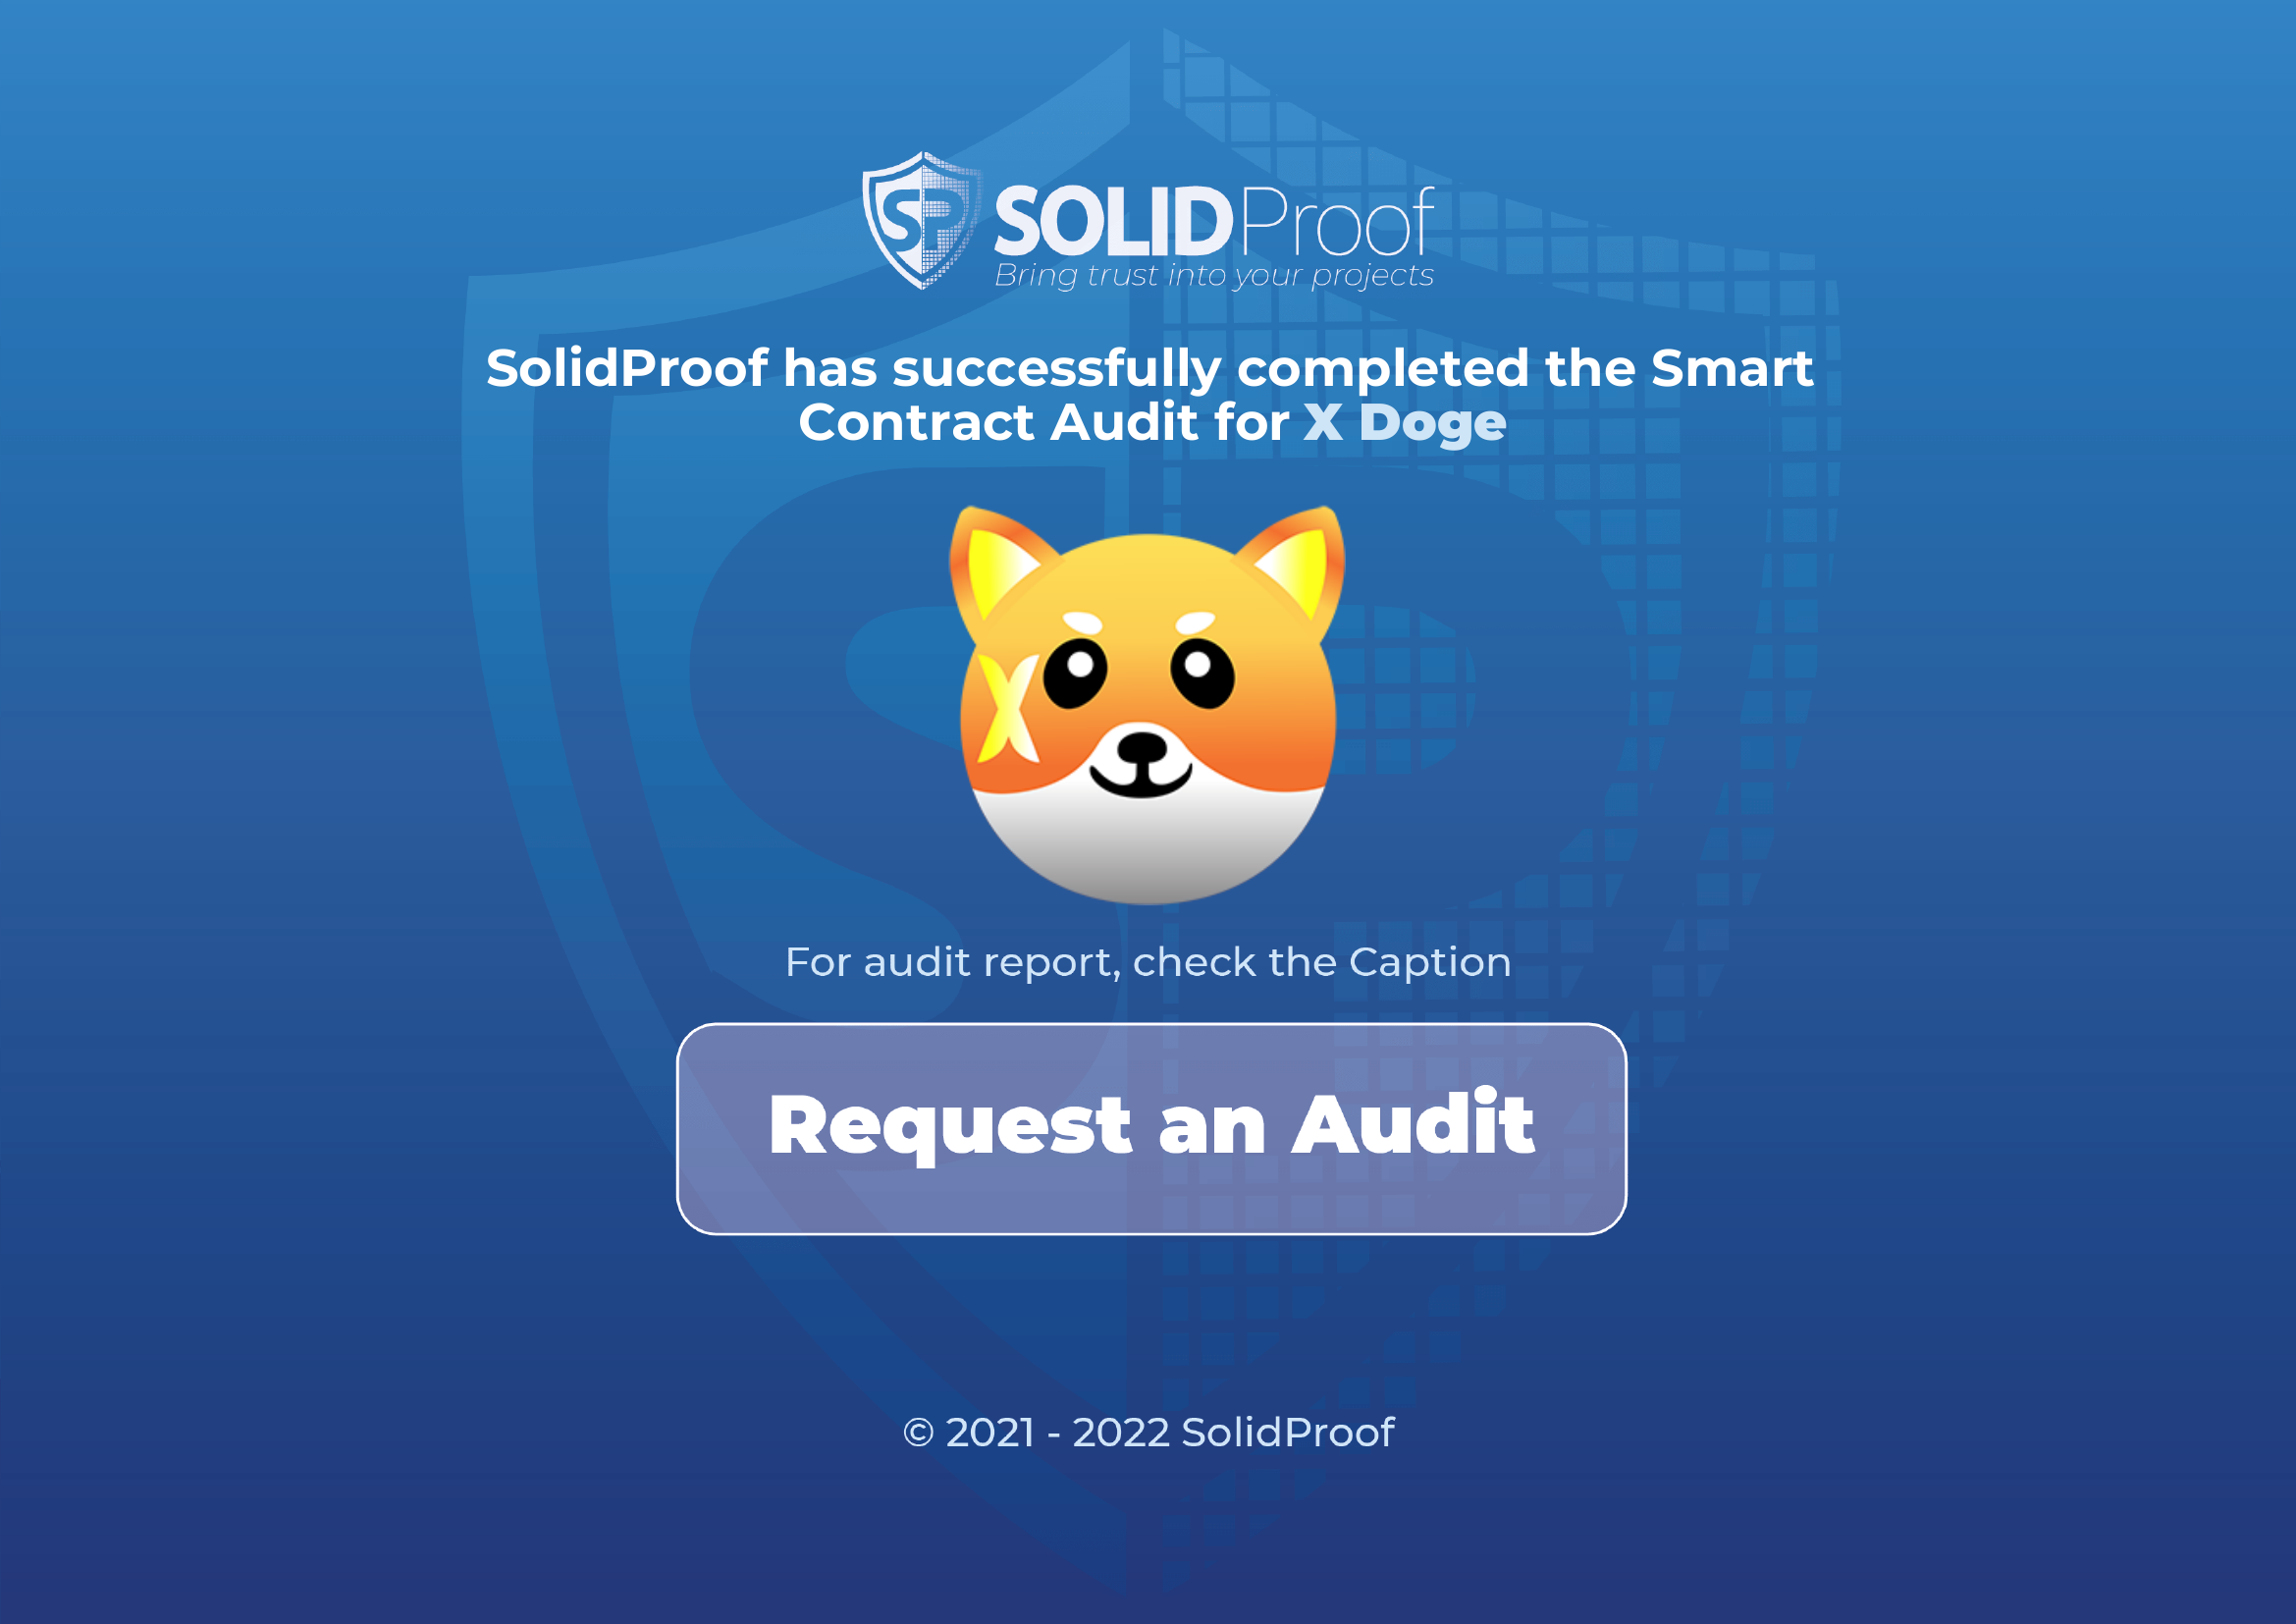 SP SOLIDProof
Bring trust into your projects
SolidProof has successfully completed the Smart
Contract Audit for X Doge
X
For audit report, check the Caption
Request an Audit
© 2021 - 2022 SolidProof